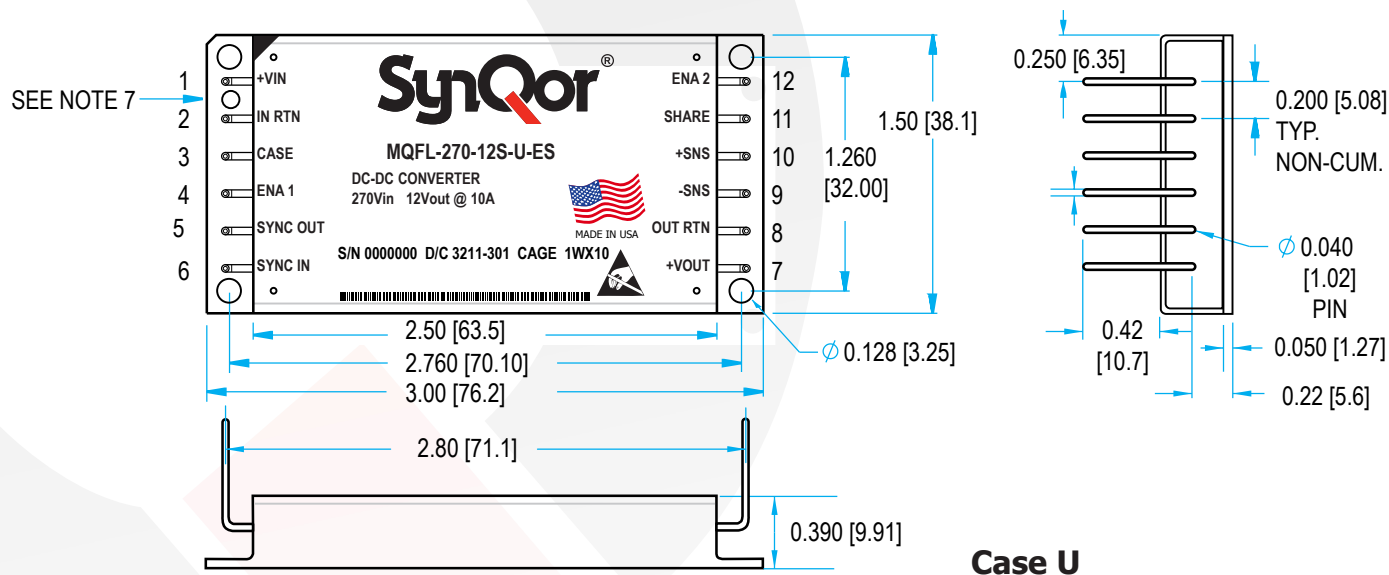 SynQor®
MQFL-270-12S-U-ES
DC-DC CONVERTER
270Vin 12Vout @ 10A
MADE IN USA
S/N 0000000 D/C 3211-301 CAGE 1WX10
SEE NOTE 7
1 +VIN
2 IN RTN
3 CASE
4 ENA 1
5 SYNC OUT
6 SYNC IN
ENA 2 12
SHARE 11
+SNS 10
-SNS 9
OUT RTN 8
+VOUT 7
1.260
[32.00]
1.50 [38.1]
2.50 [63.5]
2.760 [70.10]
3.00 [76.2]
∅ 0.128 [3.25]
0.250 [6.35]
0.200 [5.08]
TYP.
NON-CUM.
∅ 0.040
[1.02]
PIN
0.42
[10.7]
0.050 [1.27]
0.22 [5.6]
2.80 [71.1]
0.390 [9.91]
Case U